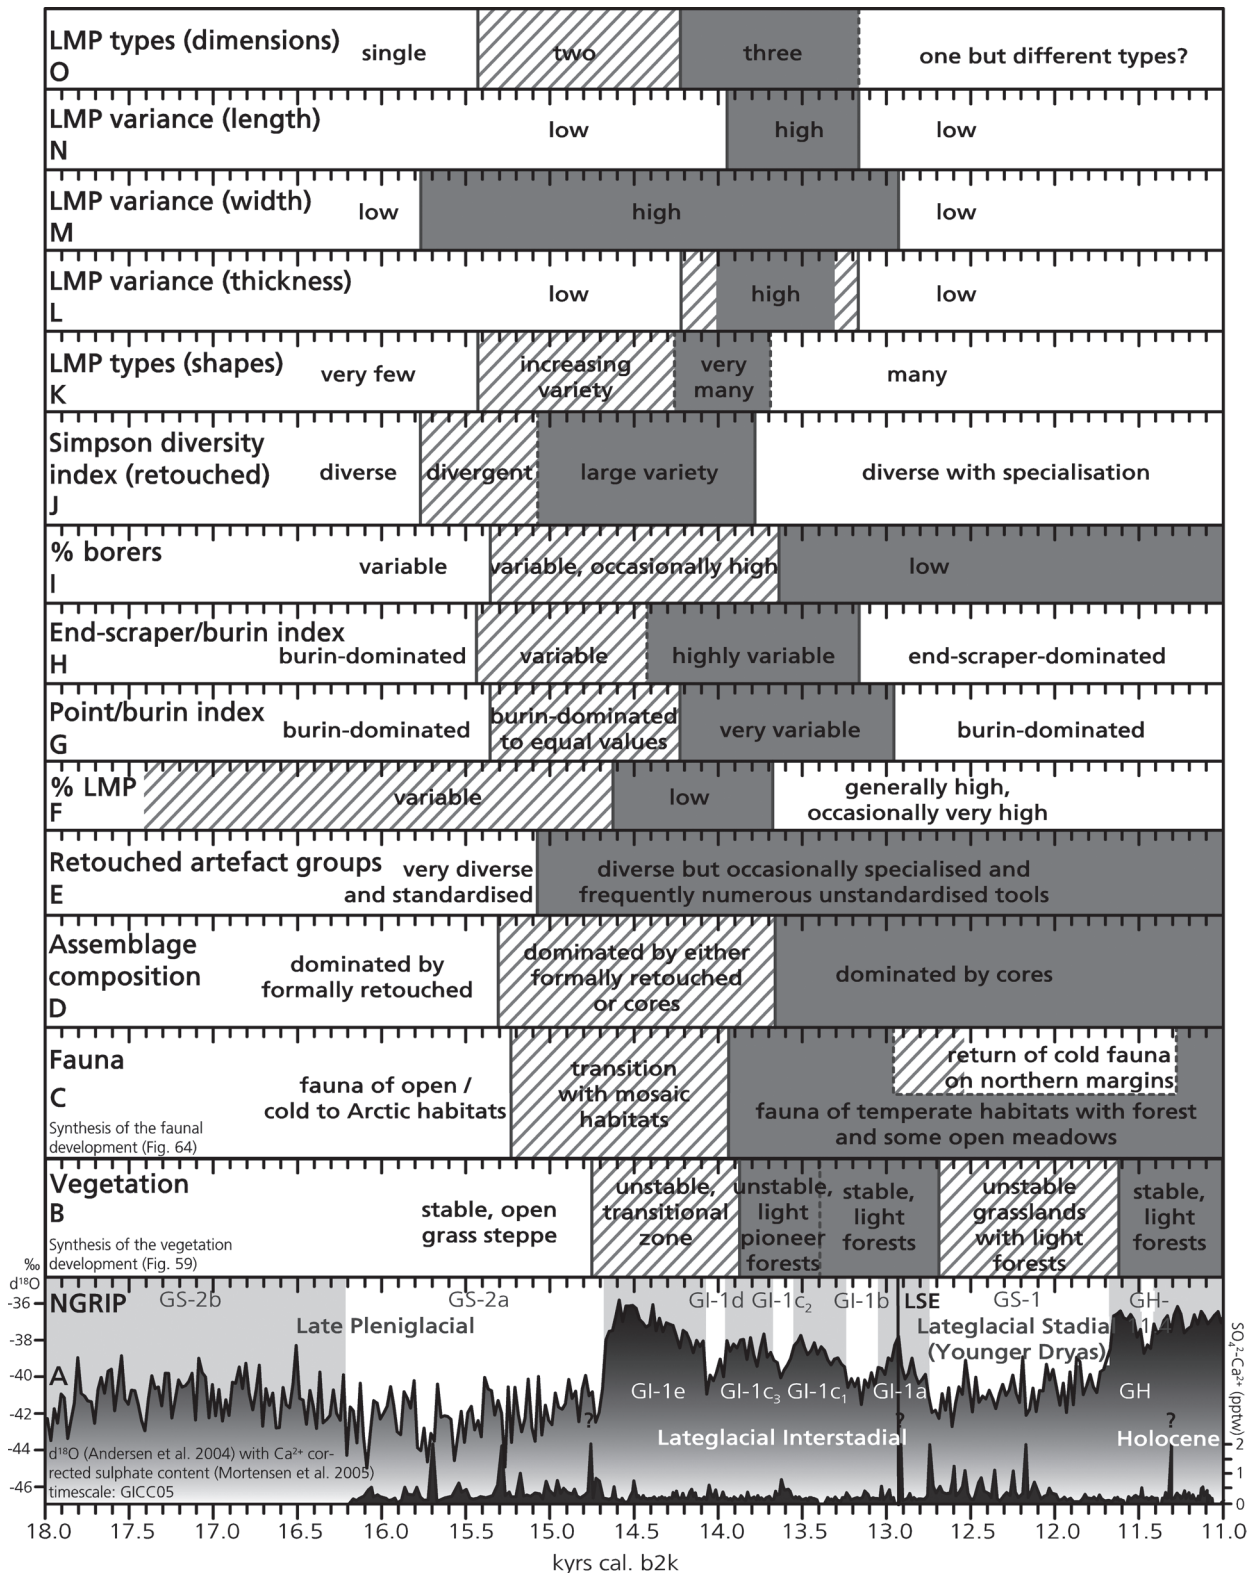 LMP types (dimensions)
O
single
two
three
one but different types?
LMP variance (length)
N
low
high
low
LMP variance (width)
M
low
high
low
LMP variance (thickness)
L
low
high
low
LMP types (shapes)
K
very few
increasing
variety
very
many
many
Simpson diversity
index (retouched)
J
diverse
divergent
large variety
diverse with specialisation
% borers
I
variable
variable, occasionally high
low
End-scraper/burin index
H
burin-dominated
variable
highly variable
end-scraper-dominated
Point/burin index
G
burin-dominated
burin-dominated
to equal values
very variable
burin-dominated
% LMP
F
variable
low
generally high,
occasionally very high
Retouched artefact groups
E
very diverse
and standardised
diverse but occasionally specialised and
frequently numerous unstandardised tools
Assemblage
composition
D
dominated by
formally retouched
dominated by either
formally retouched
or cores
dominated by cores
Fauna
C
Synthesis of the faunal
development (Fig. 64)
fauna of open /
cold to Arctic habitats
transition
with mosaic
habitats
return of cold fauna
on northern margins
fauna of temperate habitats with forest
and some open meadows
Vegetation
B
Synthesis of the vegetation
development (Fig. 59)
stable, open
grass steppe
unstable,
transitional
zone
unstable,
light
pioneer
forests
stable,
light
forests
unstable
grasslands
with light
forests
stable,
light
forests
‰
d¹⁸O
-36
-38
-40
-42
-44
-46
NGRIP
A
GS-2b
GS-2a
GI-1d
GI-1c₂
GI-1b
LSE
GS-1
GH-
11.4
Late Pleniglacial
Lateglacial Stadial
(Younger Dryas)
GI-1e
GI-1c₃
GI-1c₁
GI-1a
GH
?
?
?
Lateglacial Interstadial
Holocene
d¹⁸O (Andersen et al. 2004) with Ca²⁺ cor-
rected sulphate content (Mortensen et al. 2005)
timescale: GICC05
SO₄²-Ca²⁺ (pptw)
2
1
0
18.0 17.5 17.0 16.5 16.0 15.5 15.0 14.5 14.0 13.5 13.0 12.5 12.0 11.5 11.0
kyrs cal. b2k